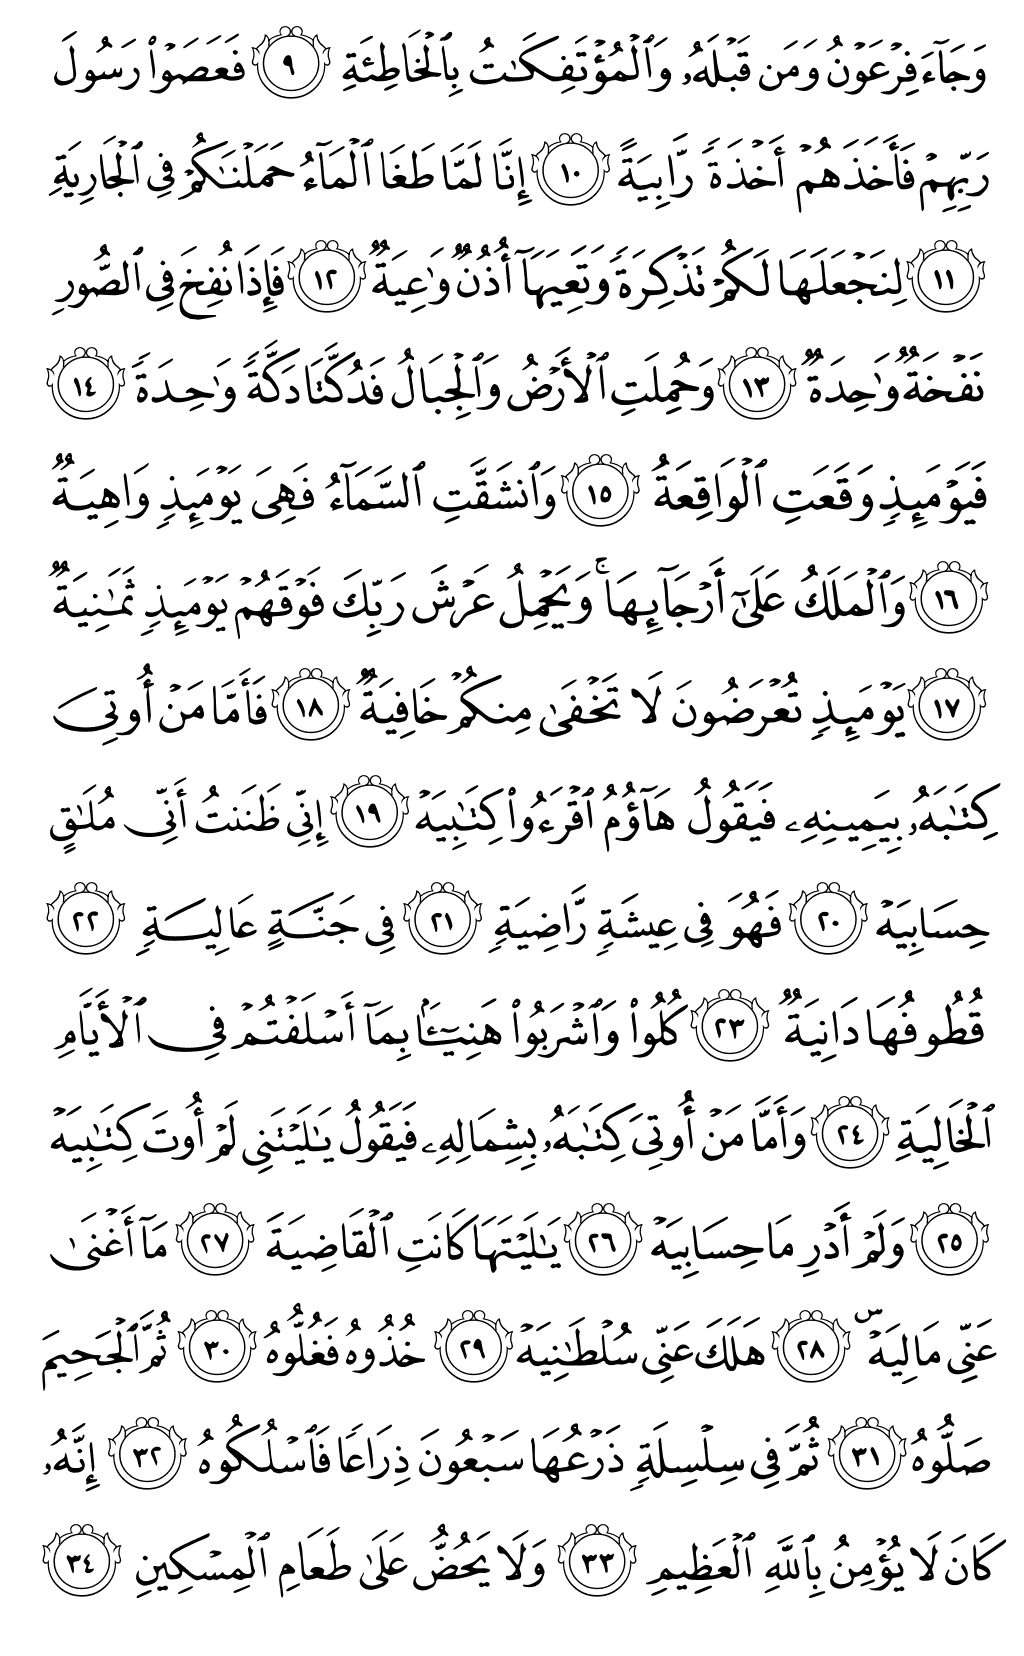 وَجَآءَ فِرۡعَوۡنُ وَمَن قَبۡلَهُۥ وَٱلۡمُؤۡتَفِكَٰتُ بِٱلۡخَاطِئَةِ ٩ فَعَصَوۡاْ رَسُولَ
رَبِّهِمۡ فَأَخَذَهُمۡ أَخۡذَةٗ رَّابِيَةً ١٠ إِنَّا لَمَّا طَغَا ٱلۡمَآءُ حَمَلۡنَٰكُمۡ فِي ٱلۡجَارِيَةِ
١١ لِنَجۡعَلَهَا لَكُمۡ تَذۡكِرَةٗ وَتَعِيَهَآ أُذُنٞ وَٰعِيَةٞ ١٢ فَإِذَا نُفِخَ فِي ٱلصُّورِ
نَفۡخَةٞ وَٰحِدَةٞ ١٣ وَحُمِلَتِ ٱلۡأَرۡضُ وَٱلۡجِبَالُ فَدُكَّتَا دَكَّةٗ وَٰحِدَةٗ ١٤
فَيَوۡمَئِذٖ وَقَعَتِ ٱلۡوَاقِعَةُ ١٥ وَٱنشَقَّتِ ٱلسَّمَآءُ فَهِيَ يَوۡمَئِذٖ وَاهِيَةٞ
١٦ وَٱلۡمَلَكُ عَلَىٰٓ أَرۡجَآئِهَاۚ وَيَحۡمِلُ عَرۡشَ رَبِّكَ فَوۡقَهُمۡ يَوۡمَئِذٖ ثَمَٰنِيَةٞ
١٧ يَوۡمَئِذٖ تُعۡرَضُونَ لَا تَخۡفَىٰ مِنكُمۡ خَافِيَةٞ ١٨ فَأَمَّا مَنۡ أُوتِيَ
كِتَٰبَهُۥ بِيَمِينِهِۦ فَيَقُولُ هَآؤُمُ ٱقۡرَءُواْ كِتَٰبِيَهۡ ١٩ إِنِّي ظَنَنتُ أَنِّي مُلَٰقٍ
حِسَابِيَهۡ ٢٠ فَهُوَ فِي عِيشَةٖ رَّاضِيَةٖ ٢١ فِي جَنَّةٍ عَالِيَةٖ ٢٢
قُطُوفُهَا دَانِيَةٞ ٢٣ كُلُواْ وَٱشۡرَبُواْ هَنِيٓـَٔۢا بِمَآ أَسۡلَفۡتُمۡ فِي ٱلۡأَيَّامِ
ٱلۡخَالِيَةِ ٢٤ وَأَمَّا مَنۡ أُوتِيَ كِتَٰبَهُۥ بِشِمَالِهِۦ فَيَقُولُ يَٰلَيۡتَنِي لَمۡ أُوتَ كِتَٰبِيَهۡ
٢٥ وَلَمۡ أَدۡرِ مَا حِسَابِيَهۡ ٢٦ يَٰلَيۡتَهَا كَانَتِ ٱلۡقَاضِيَةَ ٢٧ مَآ أَغۡنَىٰ
عَنِّي مَالِيَهۡۜ ٢٨ هَلَكَ عَنِّي سُلۡطَٰنِيَهۡ ٢٩ خُذُوهُ فَغُلُّوهُ ٣٠ ثُمَّ ٱلۡجَحِيمَ
صَلُّوهُ ٣١ ثُمَّ فِي سِلۡسِلَةٖ ذَرۡعُهَا سَبۡعُونَ ذِرَاعٗا فَٱسۡلُكُوهُ ٣٢ إِنَّهُۥ
كَانَ لَا يُؤۡمِنُ بِٱللَّهِ ٱلۡعَظِيمِ ٣٣ وَلَا يَحُضُّ عَلَىٰ طَعَامِ ٱلۡمِسۡكِينِ ٣٤